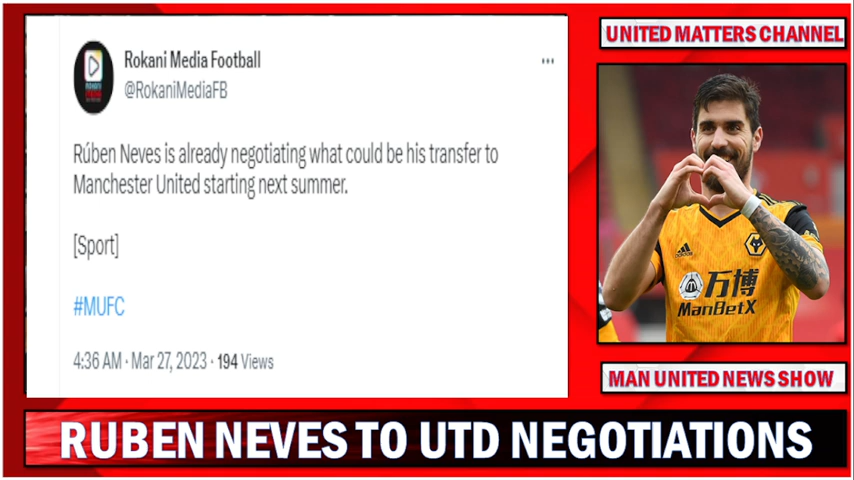 UNITED MATTERS CHANNEL
Rokani Media Football
@RokaniMediaFB
Rúben Neves is already negotiating what could be his transfer to
Manchester United starting next summer.
[Sport]
#MUFC
4:36 AM · Mar 27, 2023 · 194 Views
万博
ManBetX
MAN UNITED NEWS SHOW
RUBEN NEVES TO UTD NEGOTIATIONS